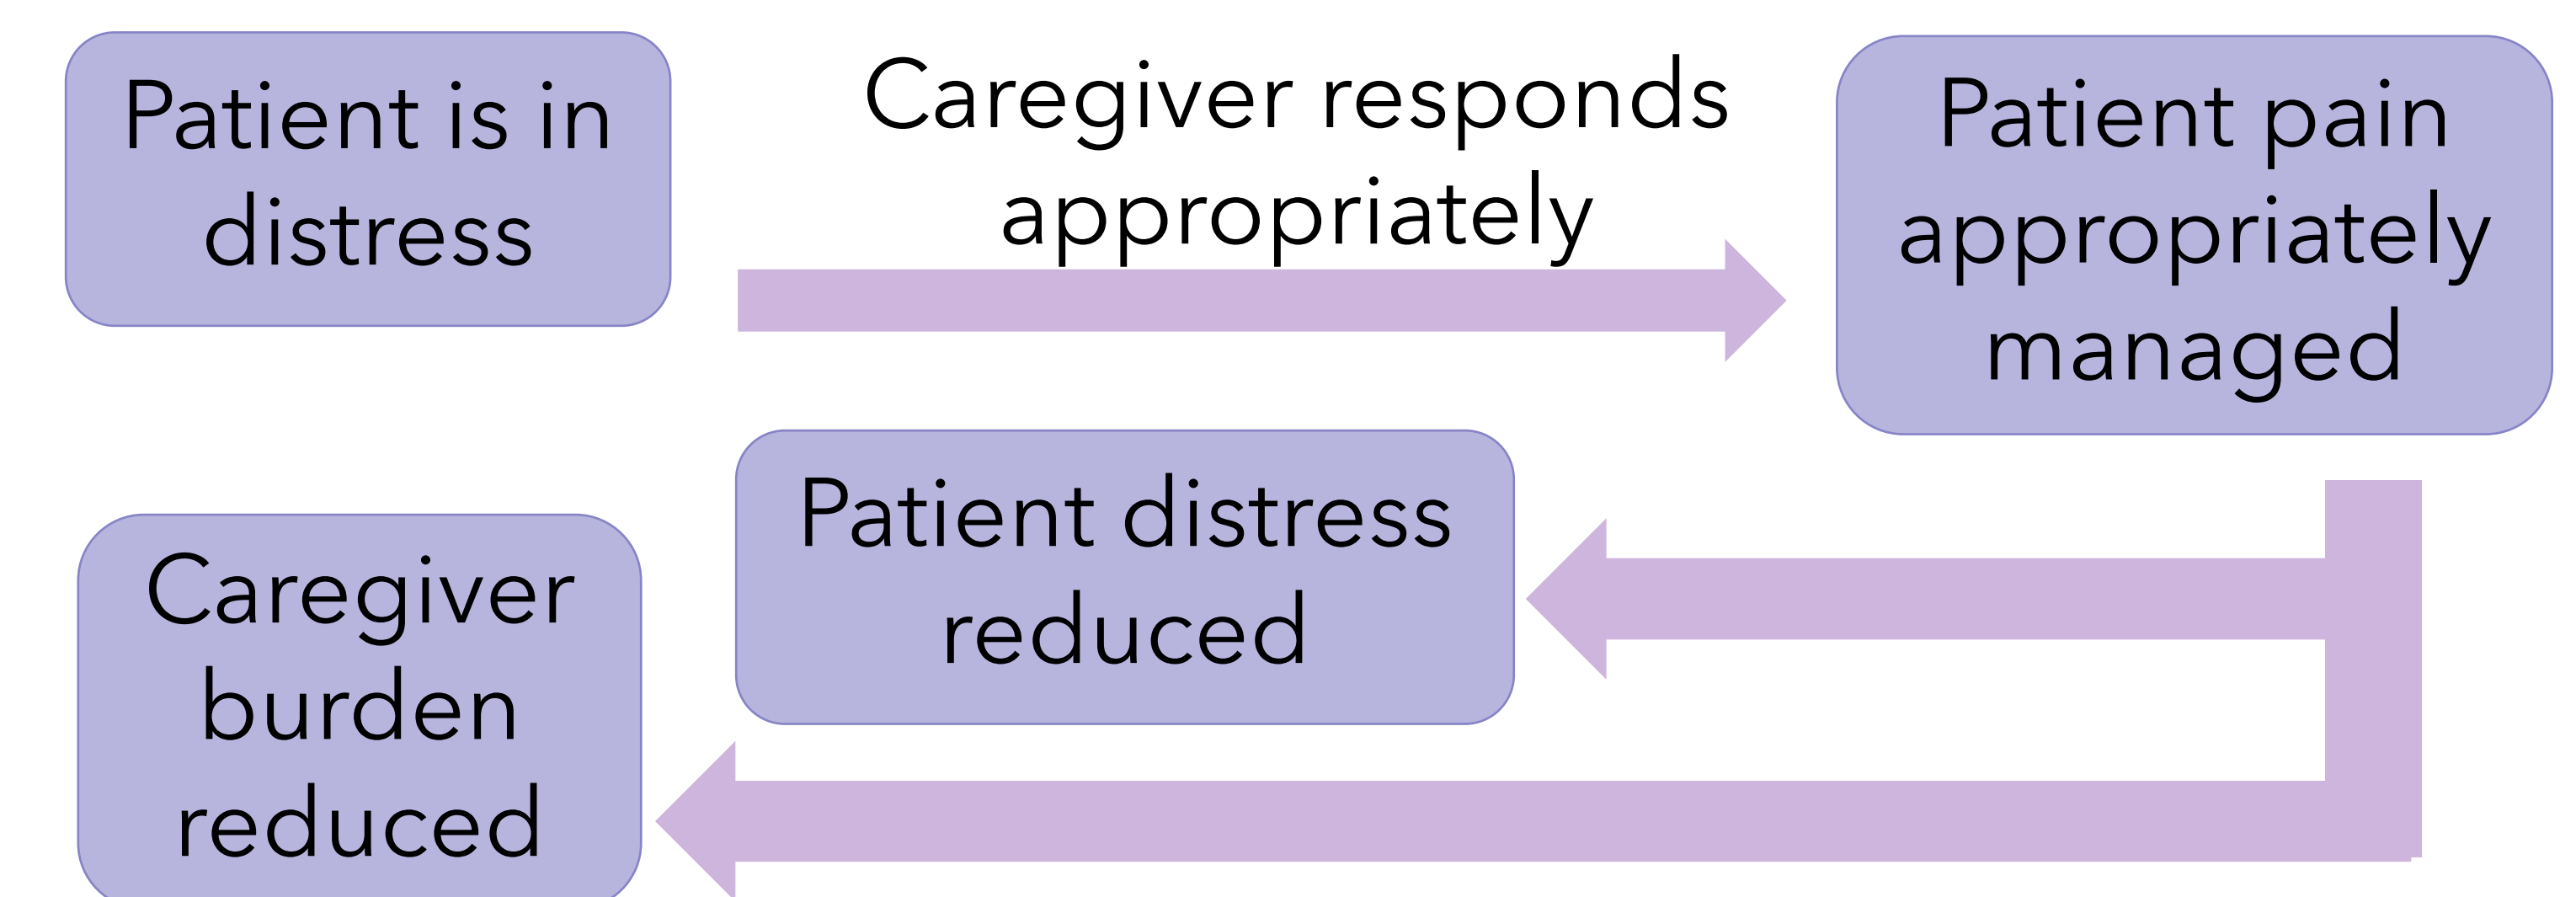 Patient is in
distress
Caregiver responds
appropriately
Patient pain
appropriately
managed
Patient distress
reduced
Caregiver
burden
reduced